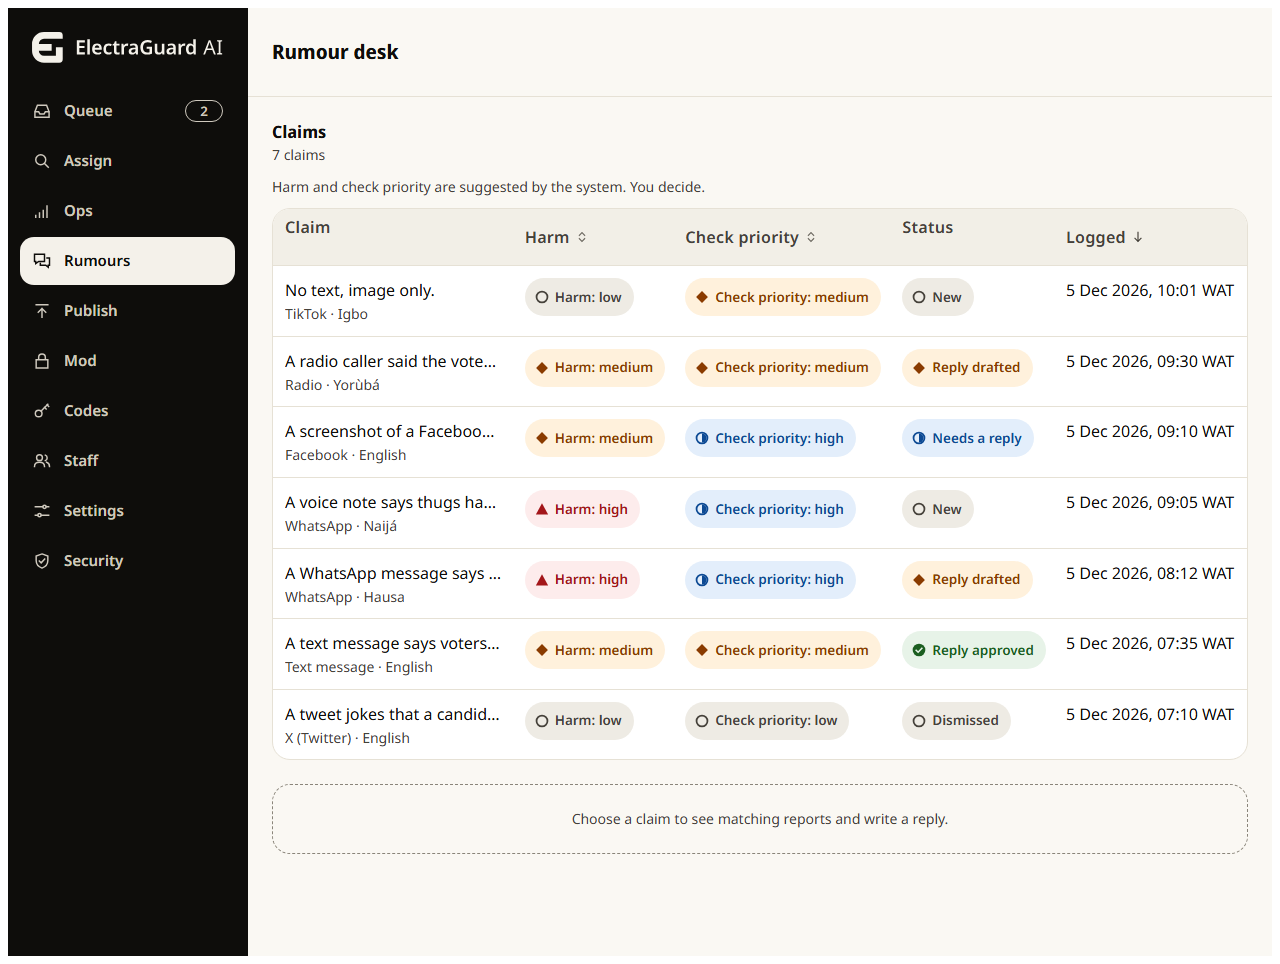 ElectraGuard AI
Queue 2
Assign
Ops
Rumours
Publish
Mod
Codes
Staff
Settings
Security
Rumour desk
Claims
7 claims
Harm and check priority are suggested by the system. You decide.
Claim Harm Check priority Status Logged
No text, image only. Harm: low Check priority: medium New 5 Dec 2026, 10:01 WAT
TikTok · Igbo
A radio caller said the vote... Harm: medium Check priority: medium Reply drafted 5 Dec 2026, 09:30 WAT
Radio · Yorùbá
A screenshot of a Faceboo... Harm: medium Check priority: high Needs a reply 5 Dec 2026, 09:10 WAT
Facebook · English
A voice note says thugs ha... Harm: high Check priority: high New 5 Dec 2026, 09:05 WAT
WhatsApp · Naijá
A WhatsApp message says ... Harm: high Check priority: high Reply drafted 5 Dec 2026, 08:12 WAT
WhatsApp · Hausa
A text message says voters... Harm: medium Check priority: medium Reply approved 5 Dec 2026, 07:35 WAT
Text message · English
A tweet jokes that a candid... Harm: low Check priority: low Dismissed 5 Dec 2026, 07:10 WAT
X (Twitter) · English
Choose a claim to see matching reports and write a reply.